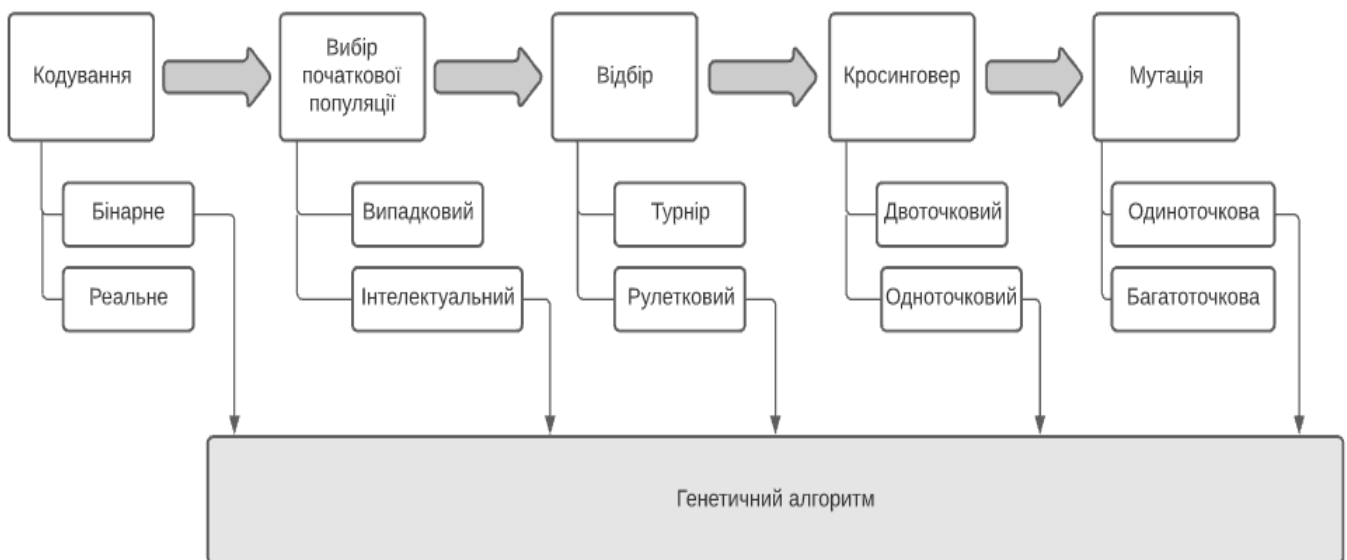 Кодування
Вибір
початкової
популяції
Відбір
Кросинговер
Мутація
Бінарне
Випадковий
Турнір
Двоточковий
Одиноточкова
Реальне
Інтелектуальний
Рулетковий
Одноточковий
Багатоточкова
Генетичний алгоритм